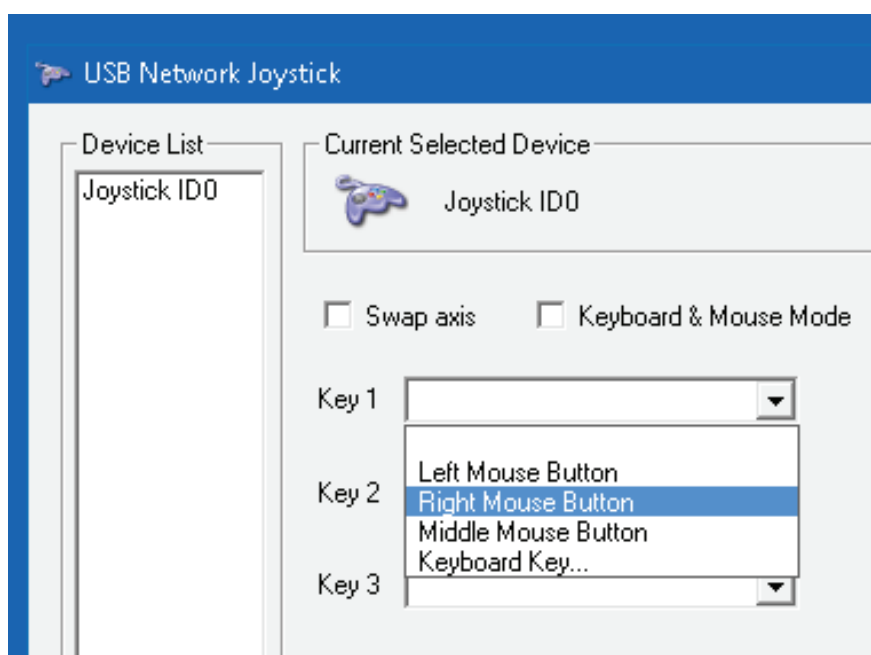 USB Network Joystick
Device List
Joystick ID0
Current Selected Device
Joystick ID0
Swap axis
Keyboard & Mouse Mode
Key 1
Left Mouse Button
Key 2
Right Mouse Button
Middle Mouse Button
Keyboard Key...
Key 3